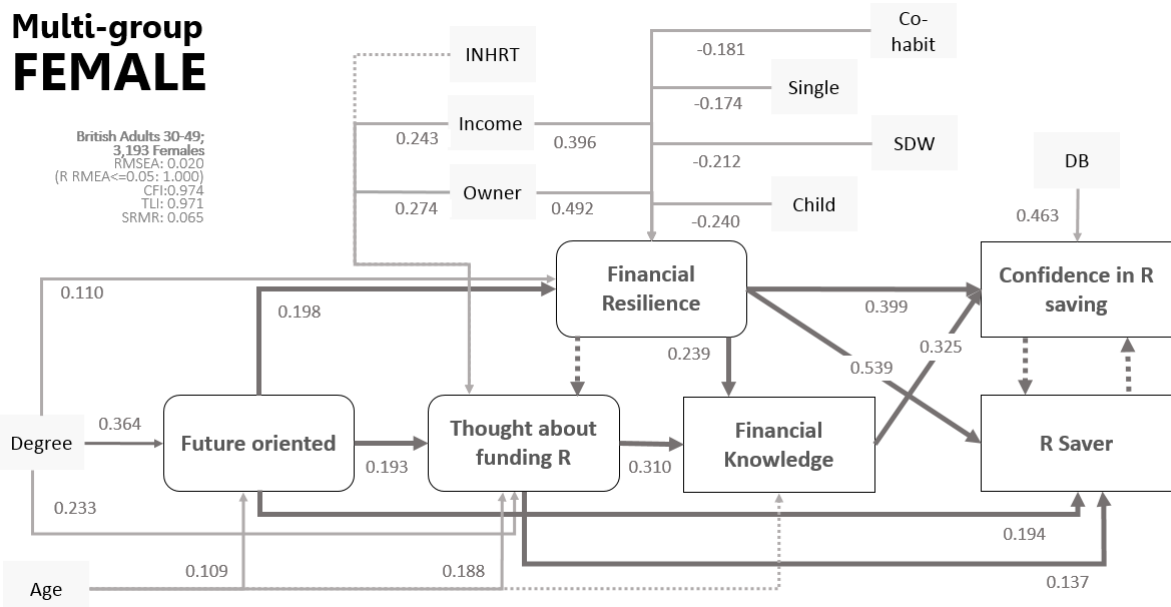 Multi-group
FEMALE
British Adults 30-49;
3,193 Females
RMSEA: 0.020
(R RMEA<=0.05: 1.000)
CFI:0.974
TLI: 0.971
SRMR: 0.065
INHRT
Income
Owner
0.243
0.274
0.396
0.492
Co-
habit
-0.181
Single
-0.174
SDW
-0.212
Child
-0.240
DB
0.463
Financial
Resilience
Confidence in R
saving
0.110
0.198
0.399
0.239
0.325
0.539
Degree
0.364
Future oriented
0.193
Thought about
funding R
0.310
Financial
Knowledge
R Saver
0.233
0.194
Age
0.109
0.188
0.137